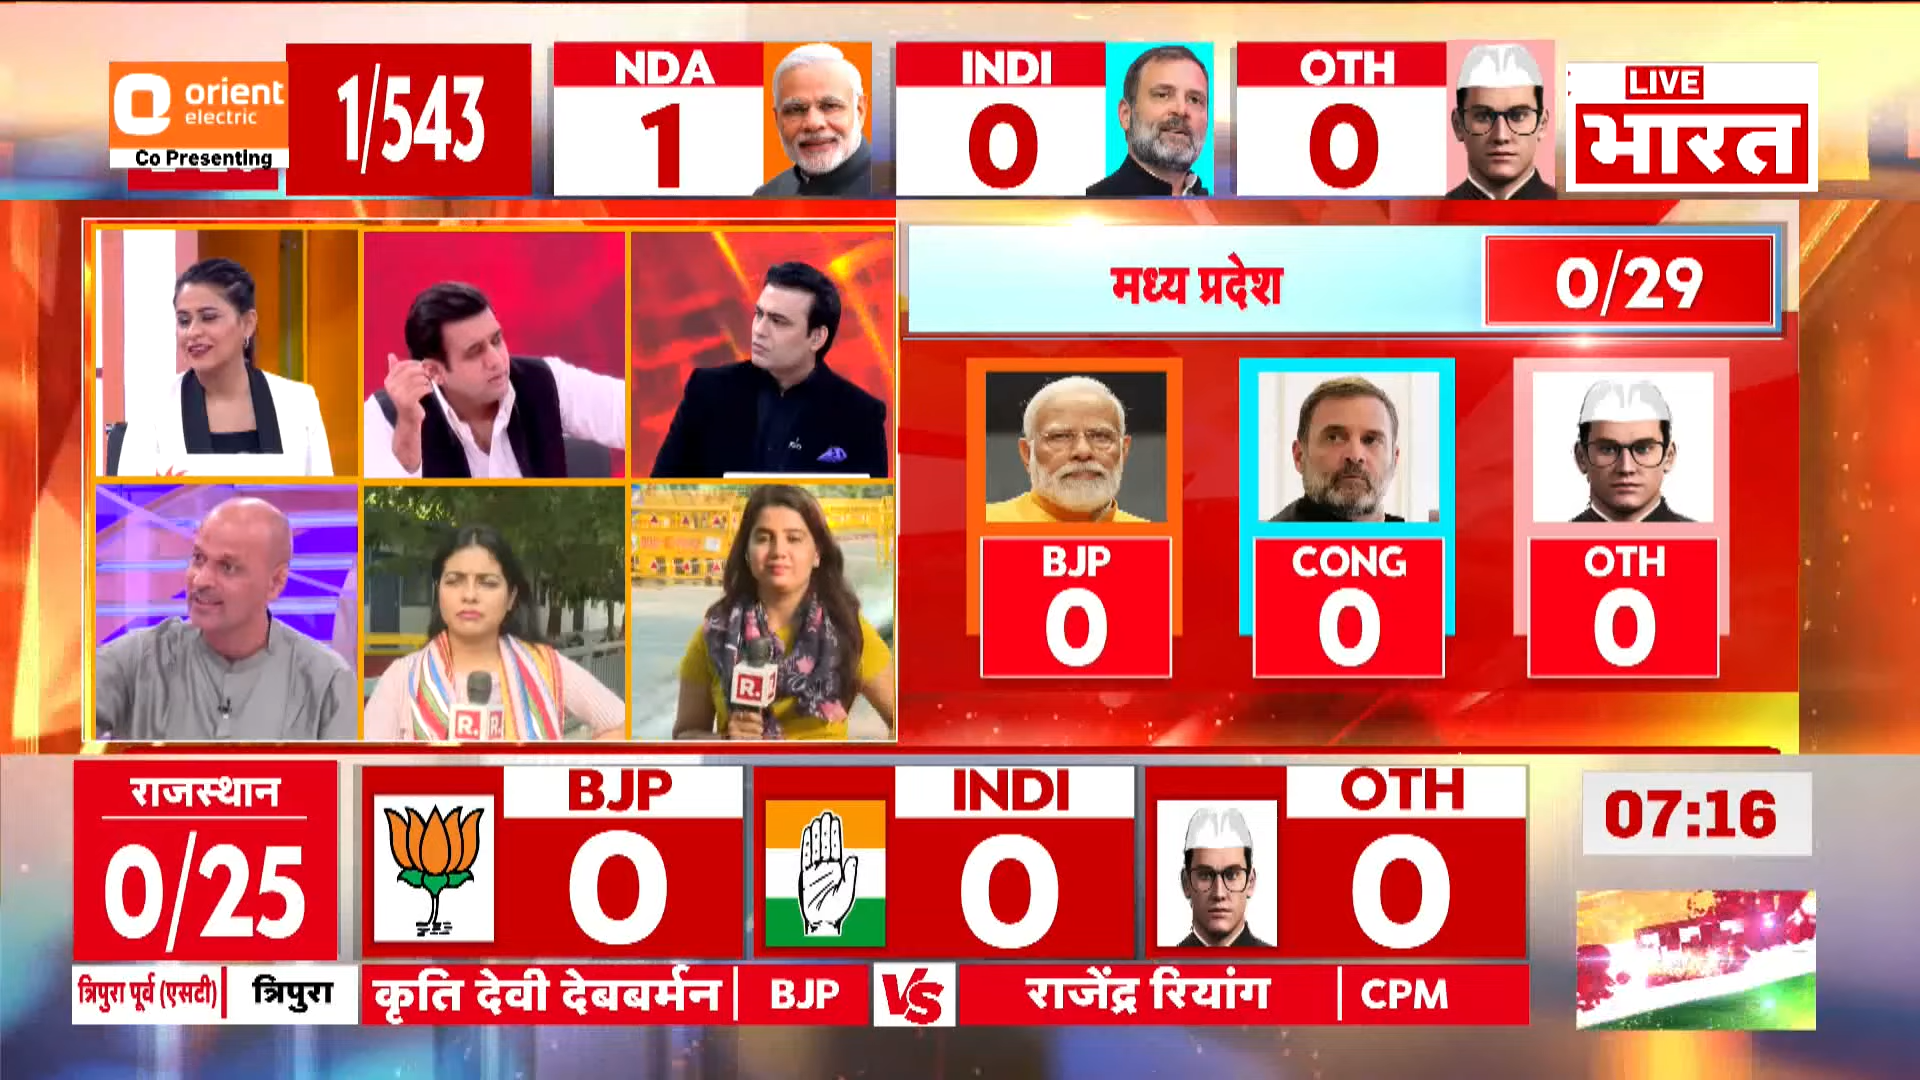 orient
electric
Co Presenting
1/543
NDA
1
INDI
0
OTH
0
LIVE
भारत
मध्य प्रदेश
0/29
BJP
0
CONG
0
OTH
0
R.
R.
R.
राजस्थान
0/25
BJP
0
INDI
0
OTH
0
07:16
त्रिपुरा पूर्व (एसटी)
त्रिपुरा
कृति देवी देबबर्मन
BJP
VS
राजेंद्र रियांग
CPM